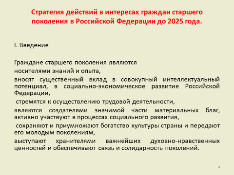 Стратегия действий в интересах граждан старшего
поколения в Российской Федерации до 2025 года.
I. Введение
Граждане старшего поколения являются
носителями знаний и опыта,
вносят существенный вклад в совокупный интеллектуальный
потенциал, в социально-экономическое развитие Российской
Федерации,
стремятся к осуществлению трудовой деятельности,
являются создателями значимой части материальных благ,
активно участвуют в процессах социального развития,
сохраняют и приумножают богатство культуры страны и передают
его молодым поколениям,
выступают хранителями важнейших духовно-нравственных
ценностей и обеспечивают связь и солидарность поколений.